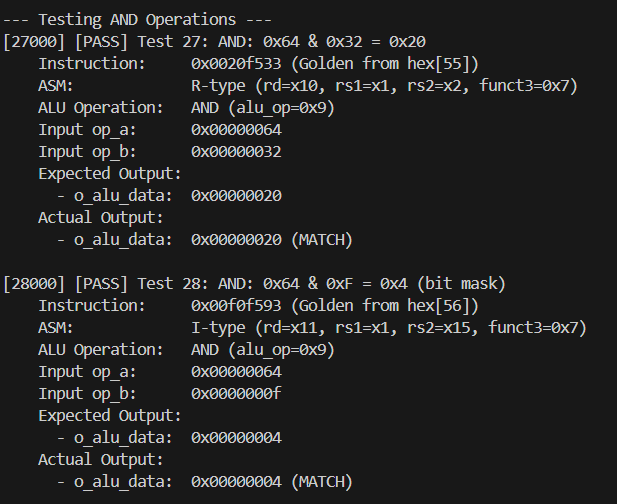 --- Testing AND Operations ---
[27000] [PASS] Test 27: AND: 0x64 & 0x32 = 0x20
    Instruction:     0x0020f533 (Golden from hex[55])
    ASM:             R-type (rd=x10, rs1=x1, rs2=x2, funct3=0x7)
    ALU Operation:   AND (alu_op=0x9)
    Input op_a:      0x00000064
    Input op_b:      0x00000032
    Expected Output:
      - o_alu_data:  0x00000020
    Actual Output:
      - o_alu_data:  0x00000020 (MATCH)

[28000] [PASS] Test 28: AND: 0x64 & 0xF = 0x4 (bit mask)
    Instruction:     0x00f0f593 (Golden from hex[56])
    ASM:             I-type (rd=x11, rs1=x1, rs2=x15, funct3=0x7)
    ALU Operation:   AND (alu_op=0x9)
    Input op_a:      0x00000064
    Input op_b:      0x0000000f
    Expected Output:
      - o_alu_data:  0x00000004
    Actual Output:
      - o_alu_data:  0x00000004 (MATCH)